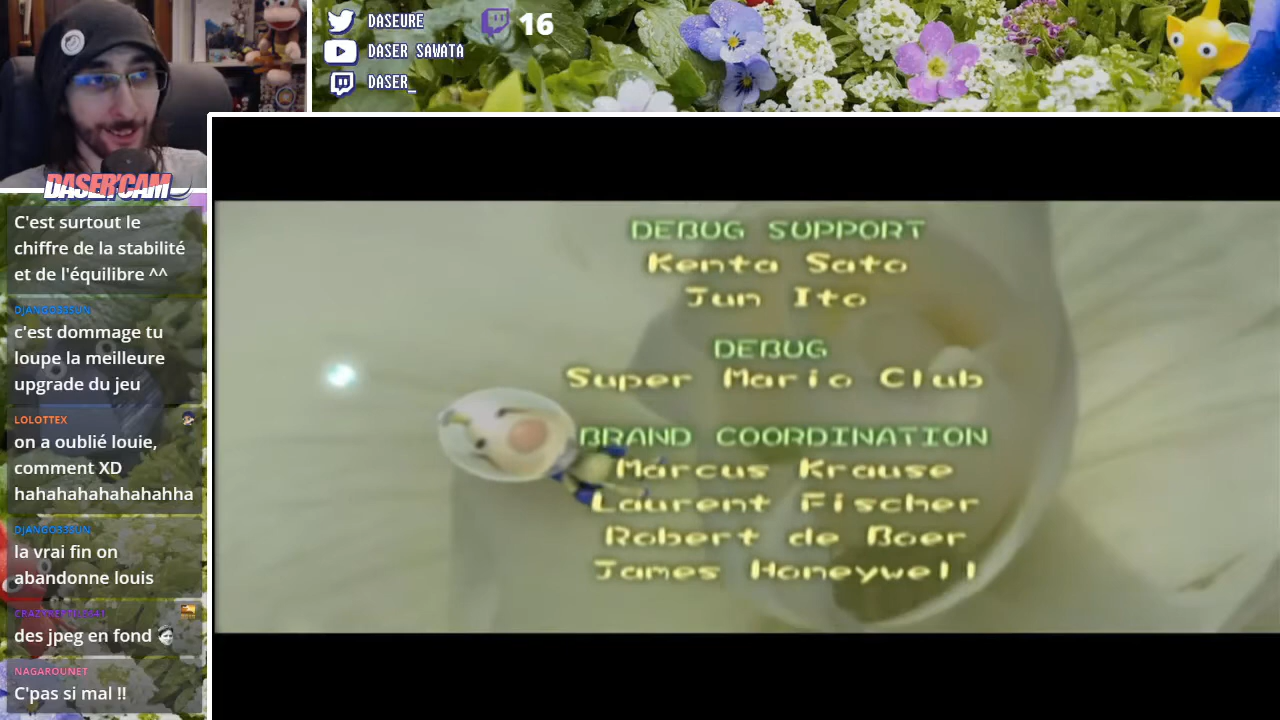 DASEURE
16
DASER SAWATA
DASER_
DASER'CAM
C'est surtout le
chiffre de la stabilité
et de l'équilibre ^^
c'est dommage tu
loupe la meilleure
upgrade du jeu
LOLOTTEX
on a oublié louie,
comment XD
hahahahahahahahha
la vrai fin on
abandonne louis
des jpeg en fond
NAGAROUNET
C'pas si mal !!
DEBUG SUPPORT
Kenta Sato
Jun Ito
DEBUG
Super Mario Club
BRAND COORDINATION
Marcus Krause
Laurent Fischer
Robert de Boer
James Honeywell